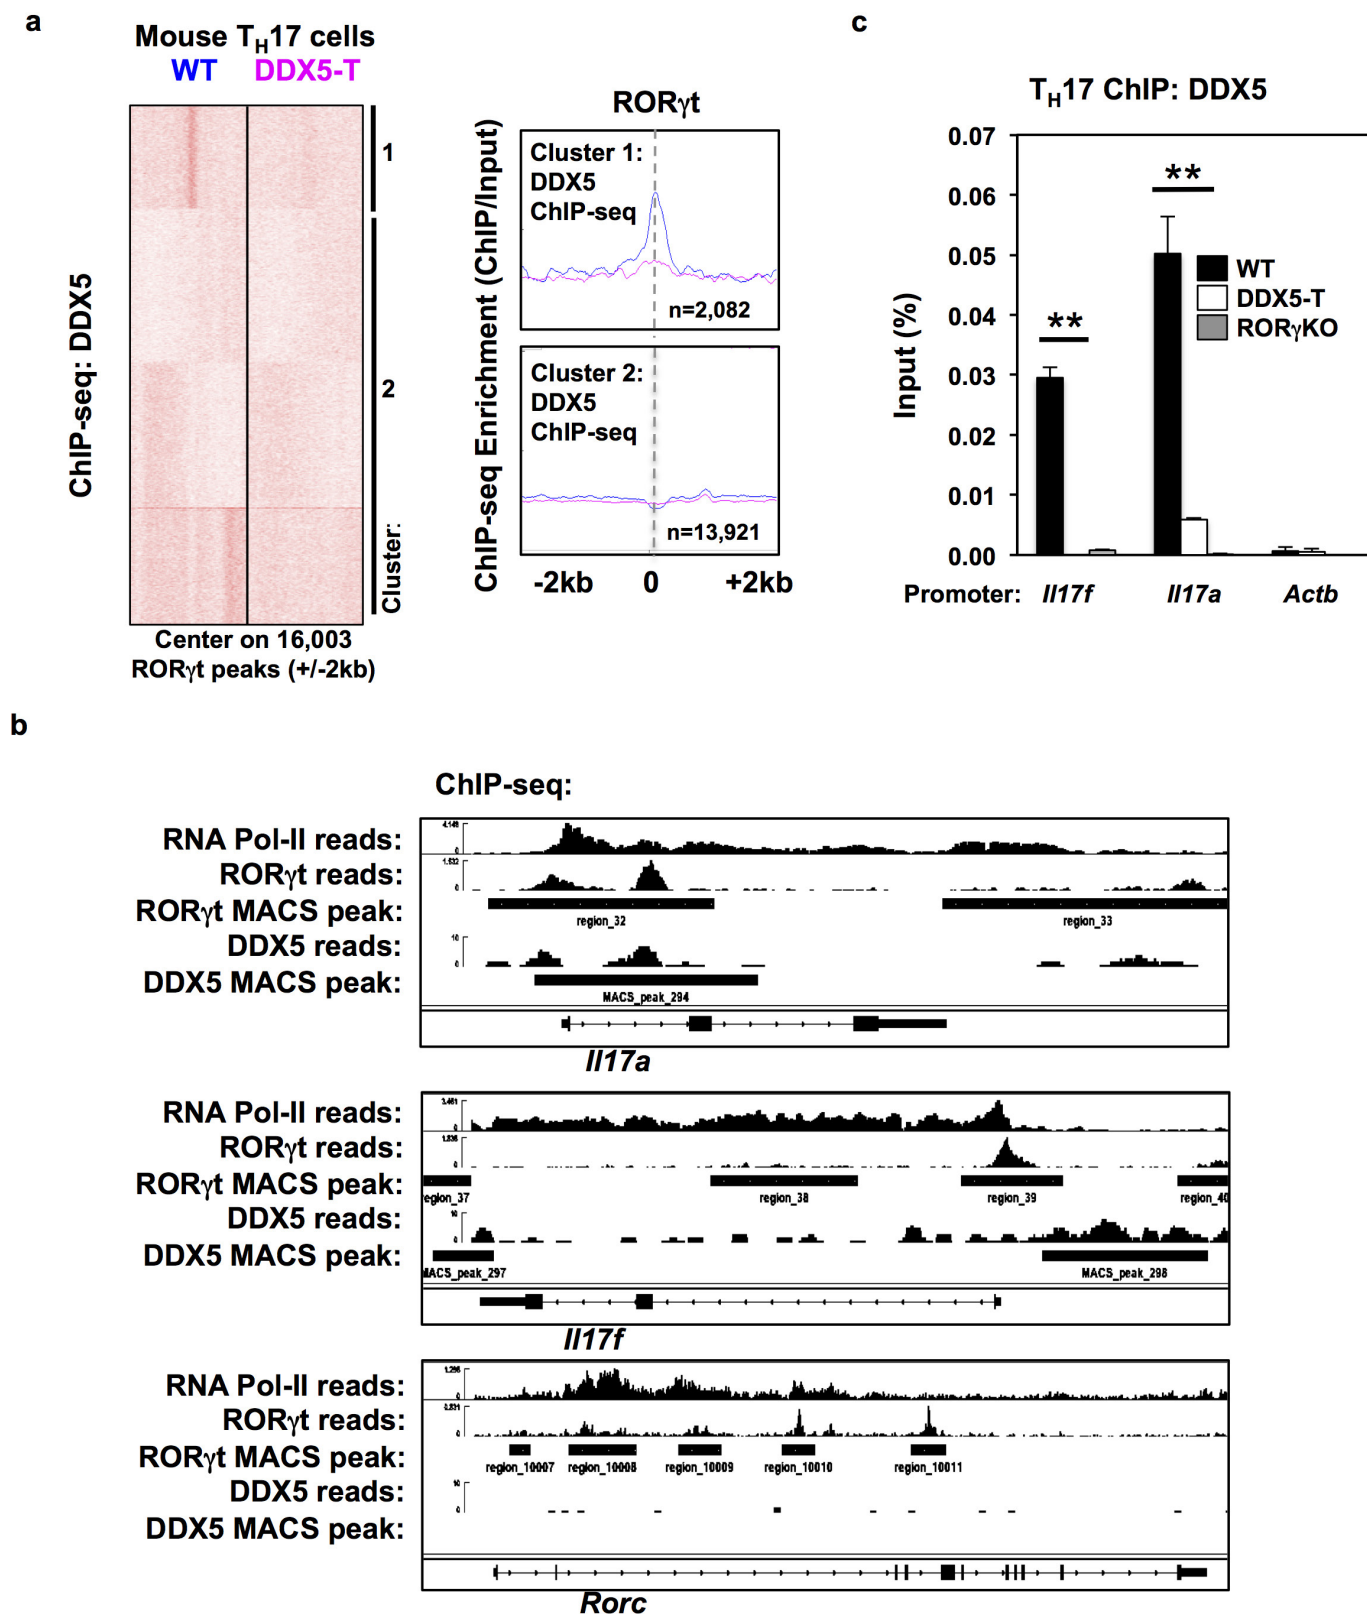 a
Mouse TH17 cells
WT DDX5-T
ChIP-seq: DDX5
1
2
Cluster:
Center on 16,003
RORγt peaks (+/-2kb)
RORγt
ChIP-seq Enrichment (ChIP/Input)
Cluster 1:
DDX5
ChIP-seq
n=2,082
Cluster 2:
DDX5
ChIP-seq
n=13,921
-2kb 0 +2kb
c
TH17 ChIP: DDX5
Input (%)
0.07
0.06
0.05
0.04
0.03
0.02
0.01
0.00
**
**
WT
DDX5-T
RORγKO
Promoter: Il17f Il17a Actb
b
ChIP-seq:
RNA Pol-II reads:
RORγt reads:
RORγt MACS peak:
region_32 region_33
DDX5 reads:
10
0
DDX5 MACS peak:
MACS_peak_294
Il17a
RNA Pol-II reads:
RORγt reads:
RORγt MACS peak:
region_37 region_38 region_39 region_40
DDX5 reads:
10
0
DDX5 MACS peak:
MACS_peak_297 MACS_peak_298
Il17f
RNA Pol-II reads:
RORγt reads:
RORγt MACS peak:
region_10007 region_10008 region_10009 region_10010 region_10011
DDX5 reads:
10
0
DDX5 MACS peak:
Rorc